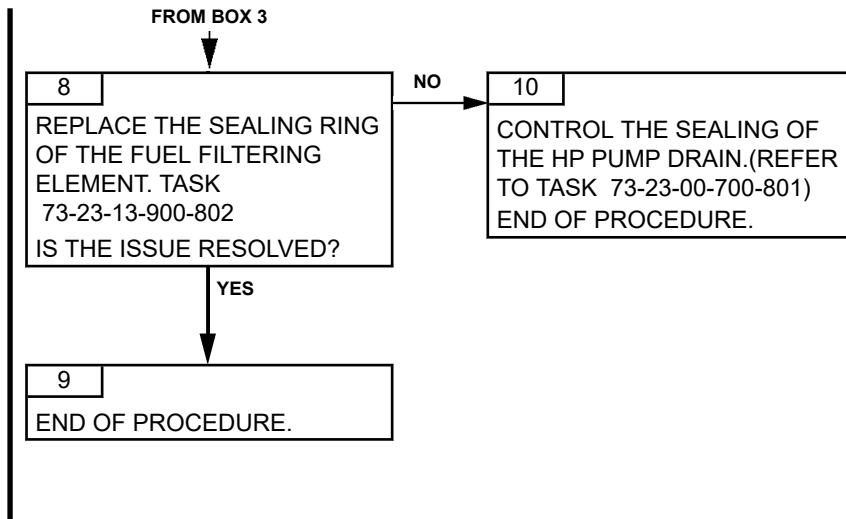 FROM BOX 3
8
REPLACE THE SEALING RING
OF THE FUEL FILTERING
ELEMENT. TASK
73-23-13-900-802
IS THE ISSUE RESOLVED?
NO
10
CONTROL THE SEALING OF
THE HP PUMP DRAIN.(REFER
TO TASK 73-23-00-700-801)
END OF PROCEDURE.
YES
9
END OF PROCEDURE.